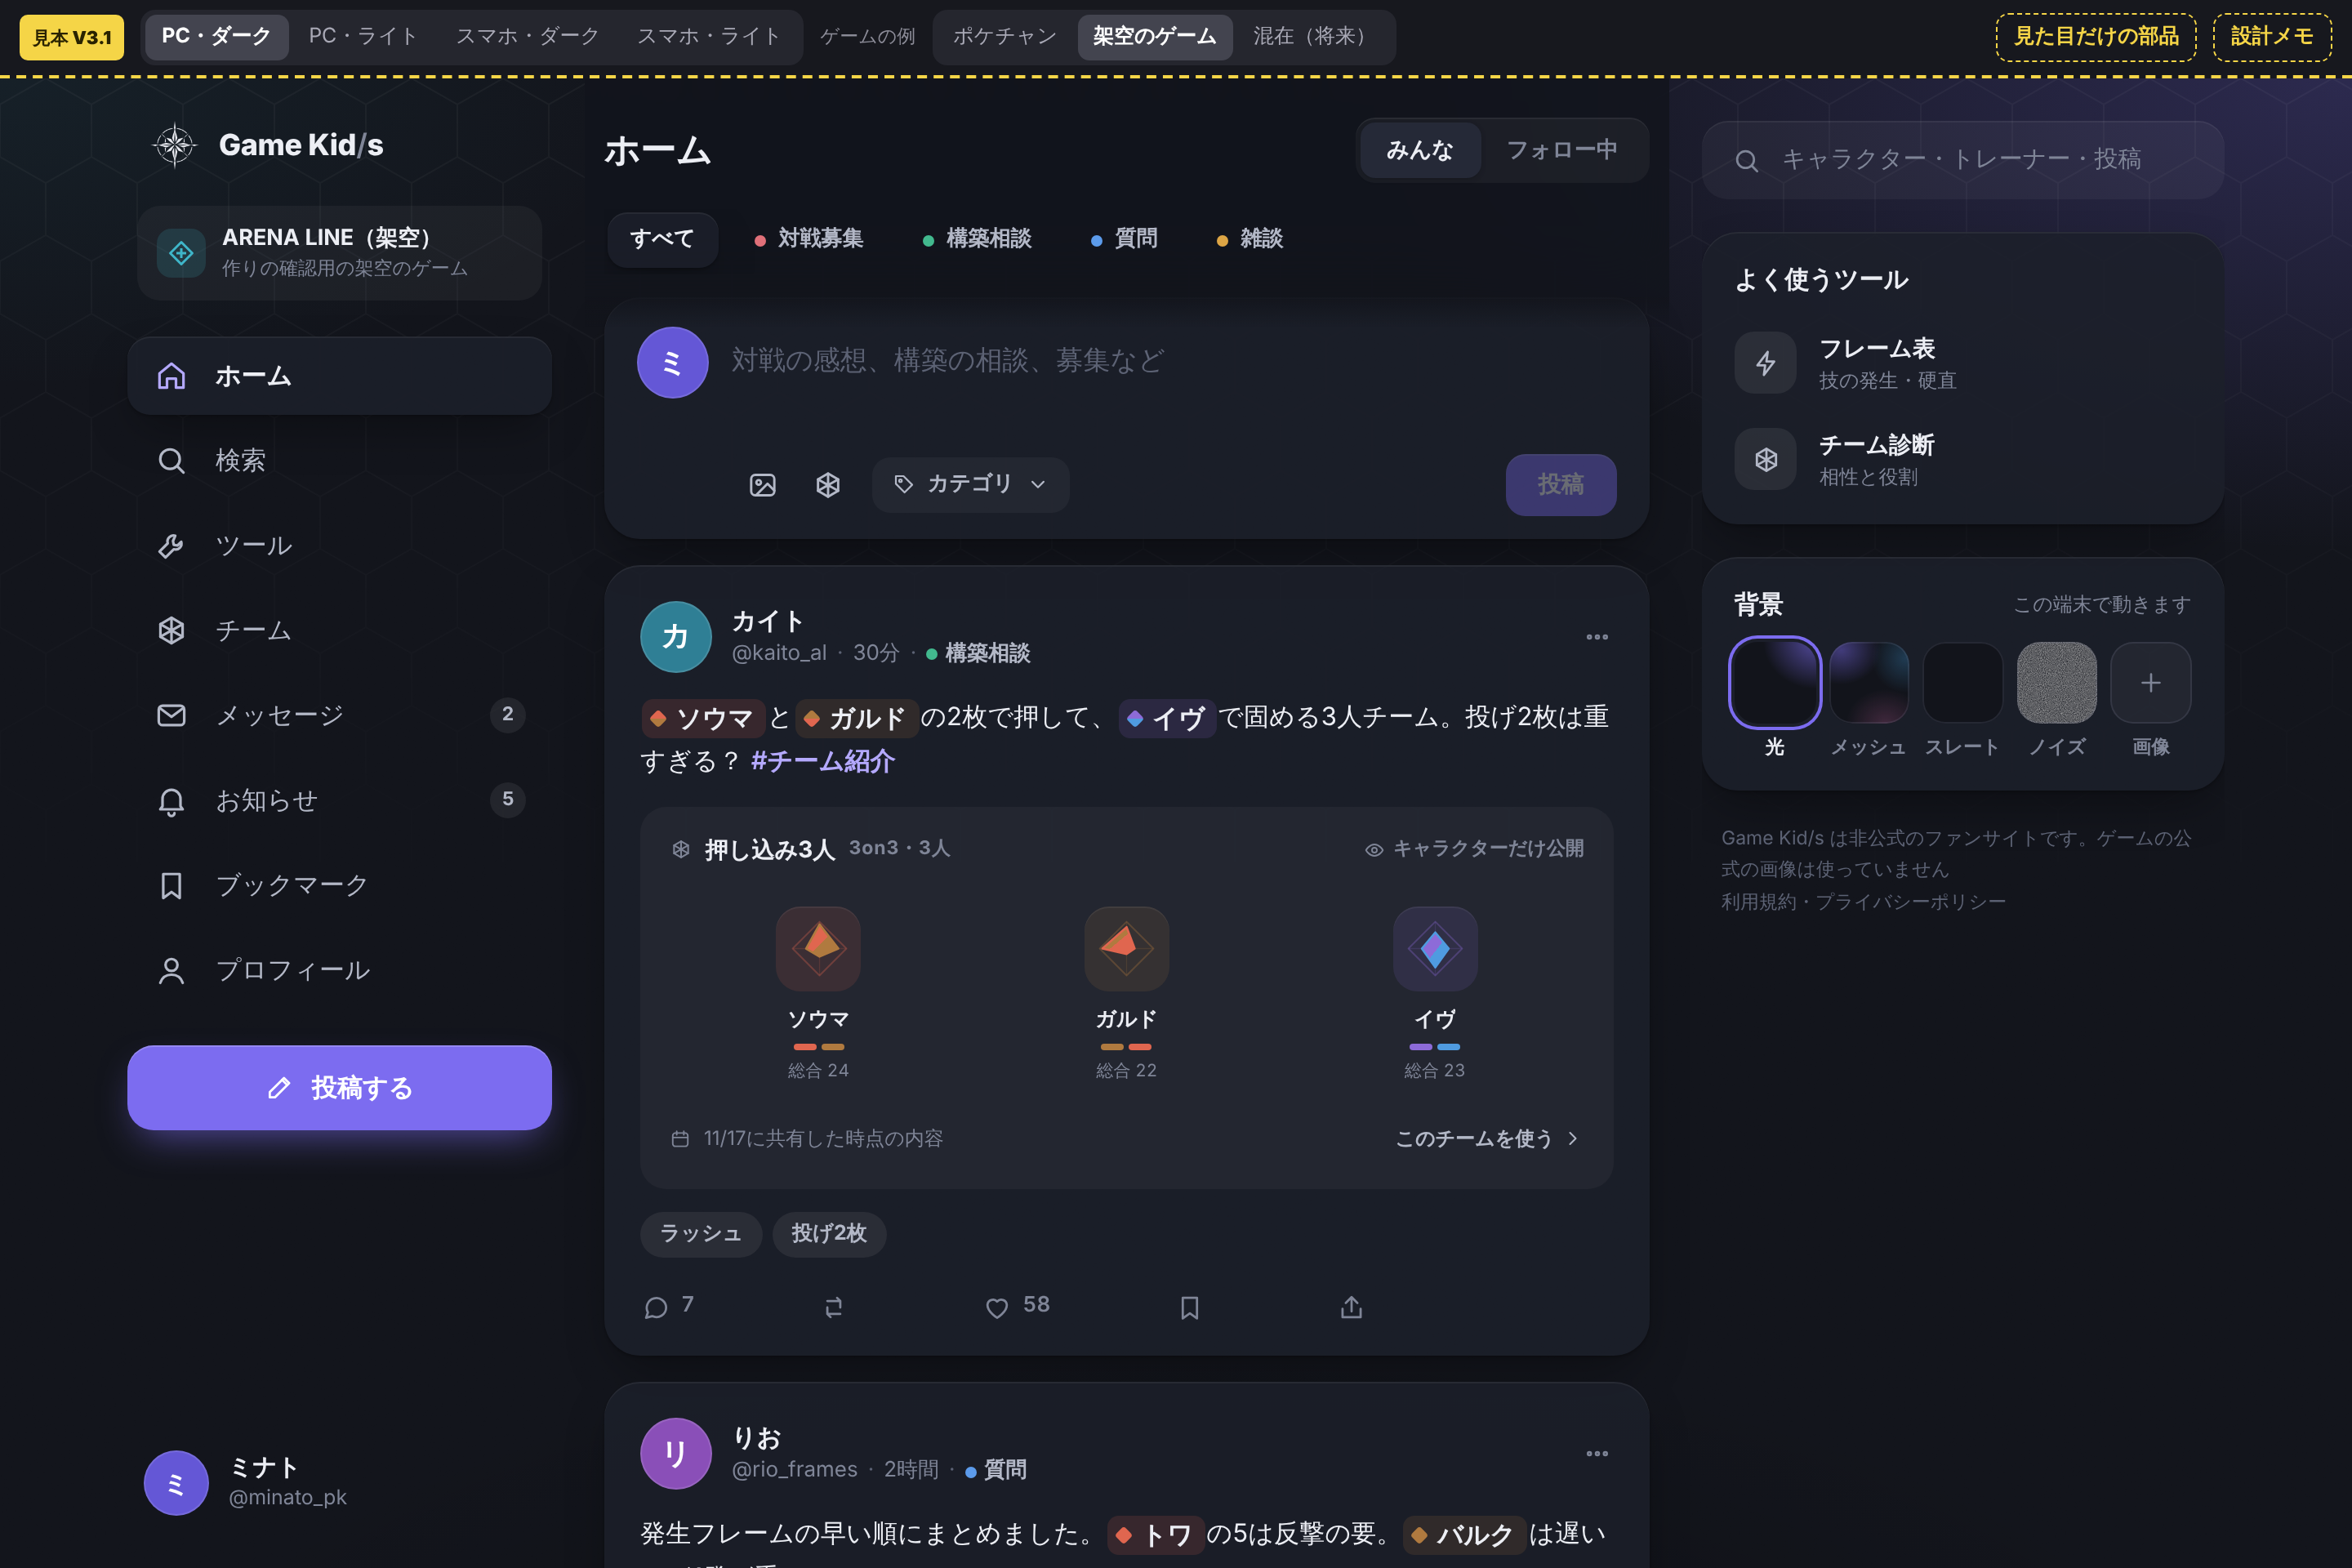 見本 V3.1
PC・ダーク
PC・ライト
スマホ・ダーク
スマホ・ライト
ゲームの例
ポケチャン
架空のゲーム
混在（将来）
見た目だけの部品
設計メモ
Game Kid/s
ARENA LINE（架空）
作りの確認用の架空のゲーム
ホーム
検索
ツール
チーム
メッセージ
2
お知らせ
5
ブックマーク
プロフィール
投稿する
ミ
ミナト
@minato_pk
ホーム
みんな
フォロー中
すべて
対戦募集
構築相談
質問
雑談
ミ
対戦の感想、構築の相談、募集など
カテゴリ
投稿
カ
カイト
@kaito_al · 30分 · 構築相談
ソウマ と ガルド の2枚で押して、 イヴ で固める3人チーム。投げ2枚は重
すぎる？ #チーム紹介
押し込み3人 3on3・3人
キャラクターだけ公開
ソウマ
総合 24
ガルド
総合 22
イヴ
総合 23
11/17に共有した時点の内容
このチームを使う
ラッシュ
投げ2枚
7
58
リ
りお
@rio_frames · 2時間 · 質問
発生フレームの早い順にまとめました。 トワ の5は反撃の要。 バルク は遅い
キャラクター・トレーナー・投稿
よく使うツール
フレーム表
技の発生・硬直
チーム診断
相性と役割
背景
この端末で動きます
光
メッシュ
スレート
ノイズ
画像
Game Kid/s は非公式のファンサイトです。ゲームの公
式の画像は使っていません
利用規約・プライバシーポリシー